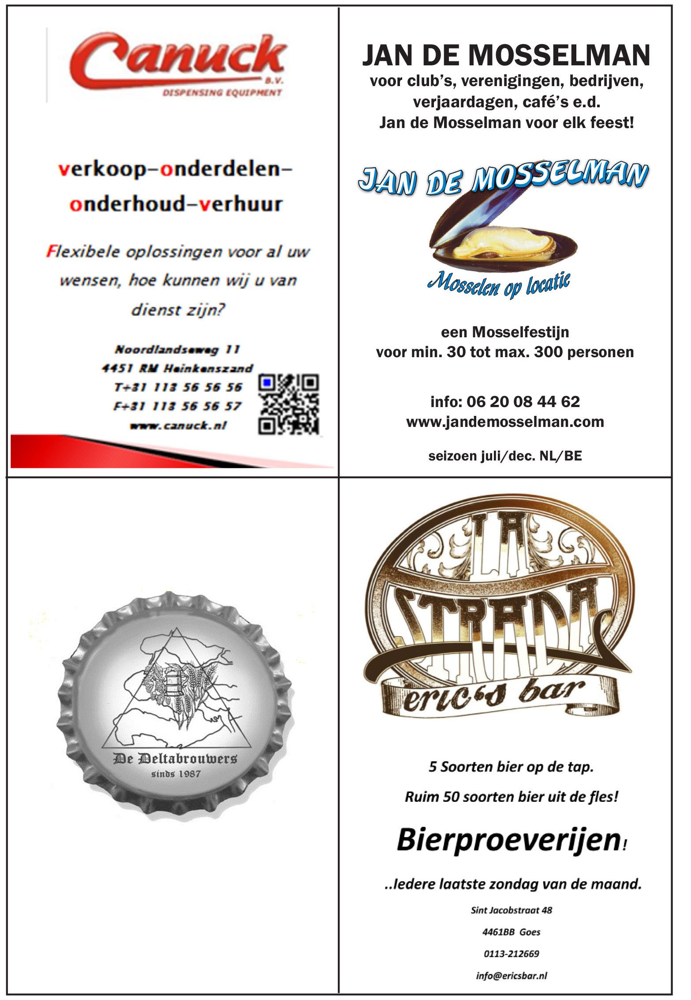 Canuck
B.V.
DISPENSING EQUIPMENT
verkoop-onderdelen-
onderhoud-verhuur
Flexibele oplossingen voor al uw
wensen, hoe kunnen wij u van
dienst zijn?
Noordlandseweg 11
4451 RM Heinkenszand
T+31 113 56 56 56
F+31 113 56 56 57
www.canuck.nl
JAN DE MOSSELMAN
voor club’s, verenigingen, bedrijven,
verjaardagen, café’s e.d.
Jan de Mosselman voor elk feest!
JAN DE MOSSELMAN
Mosselen op locatie
een Mosselfestijn
voor min. 30 tot max. 300 personen
info: 06 20 08 44 62
www.jandemosselman.com
seizoen juli/dec. NL/BE
De Deltabrouwers
sinds 1987
LA
STRADA
eric's bar
5 Soorten bier op de tap.
Ruim 50 soorten bier uit de fles!
Bierproeverijen!
..Iedere laatste zondag van de maand.
Sint Jacobstraat 48
4461BB Goes
0113-212669
info@ericsbar.nl